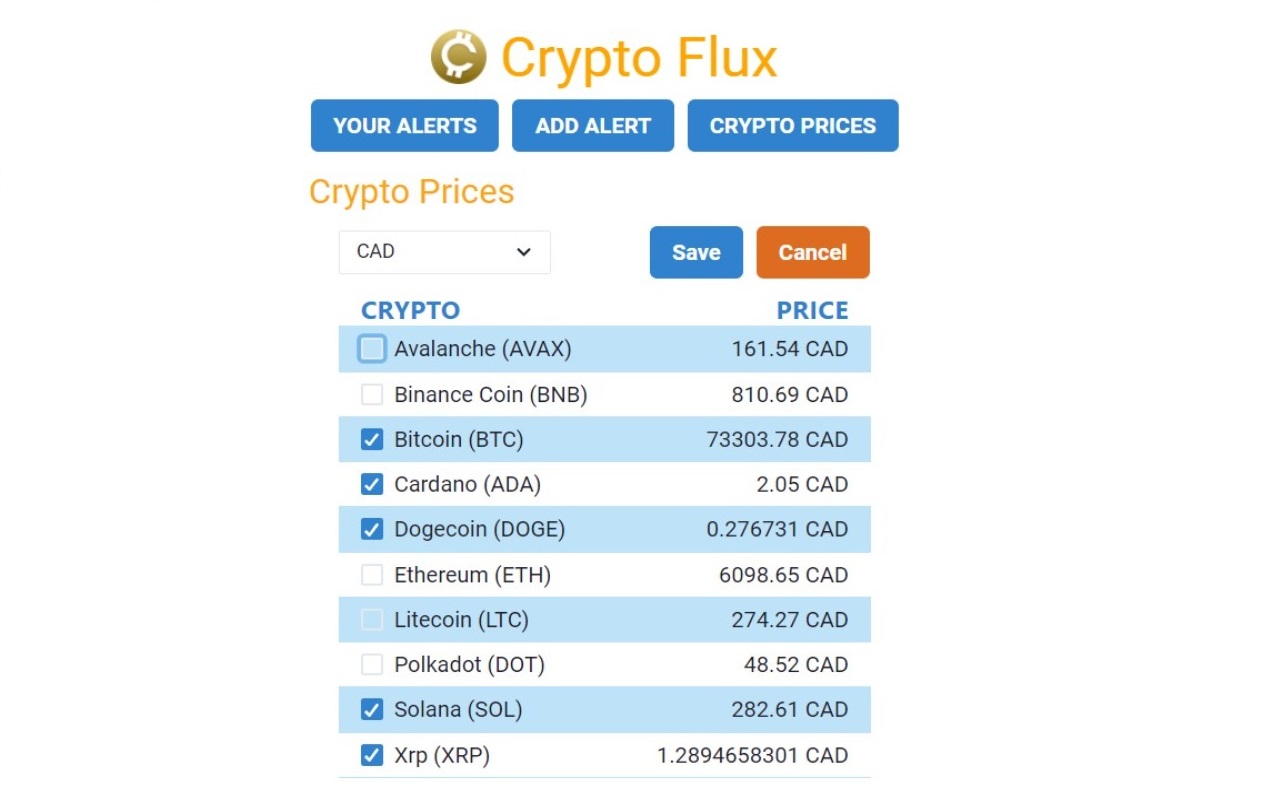 Crypto Flux
YOUR ALERTS ADD ALERT CRYPTO PRICES
Crypto Prices
CAD Save Cancel
CRYPTO PRICE
Avalanche (AVAX) 161.54 CAD
Binance Coin (BNB) 810.69 CAD
Bitcoin (BTC) 73303.78 CAD
Cardano (ADA) 2.05 CAD
Dogecoin (DOGE) 0.276731 CAD
Ethereum (ETH) 6098.65 CAD
Litecoin (LTC) 274.27 CAD
Polkadot (DOT) 48.52 CAD
Solana (SOL) 282.61 CAD
Xrp (XRP) 1.2894658301 CAD